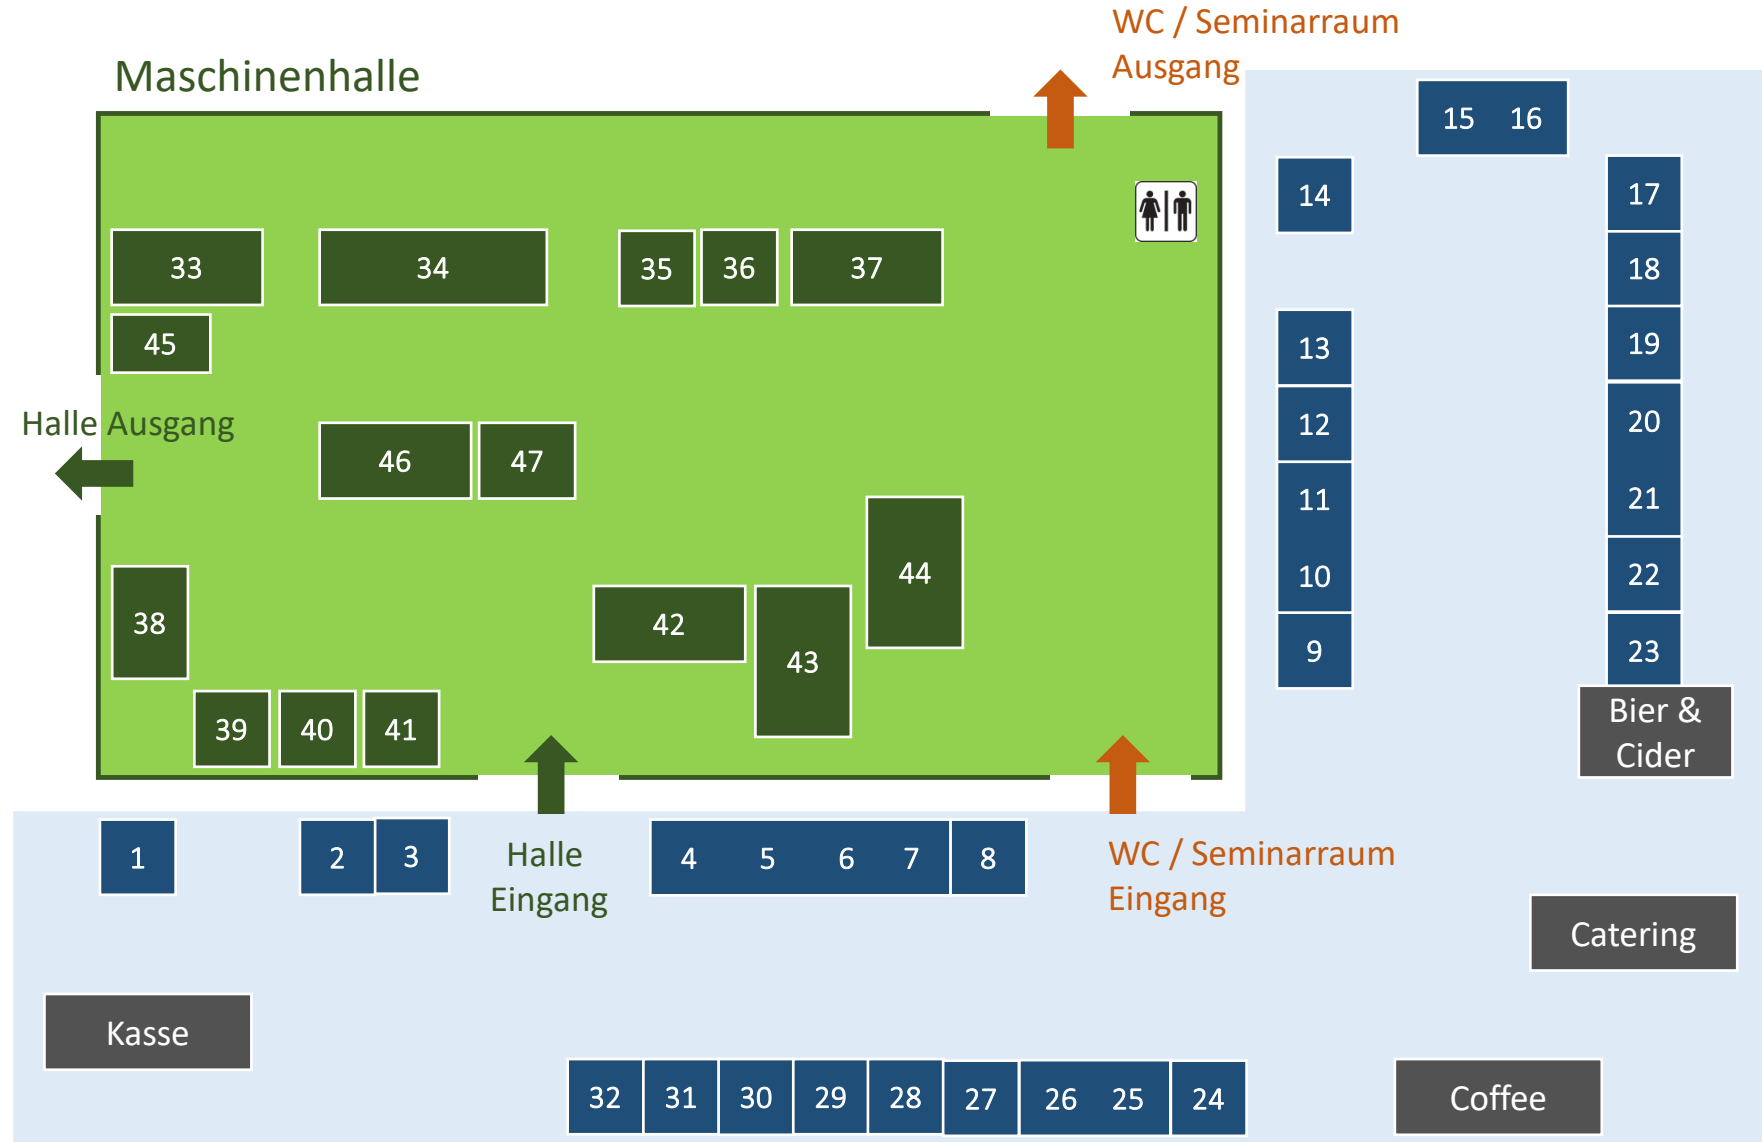 WC / Seminarraum
Ausgang
Maschinenhalle
15 16
14
17
33
34
35
36
37
18
45
13
19
Halle Ausgang
12
20
46
47
11
21
44
10
22
38
42
43
9
23
39
40
41
Bier &
Cider
1
2
3
Halle
Eingang
4 5 6 7
8
WC / Seminarraum
Eingang
Catering
Kasse
32
31
30
29
28
27
26 25
24
Coffee